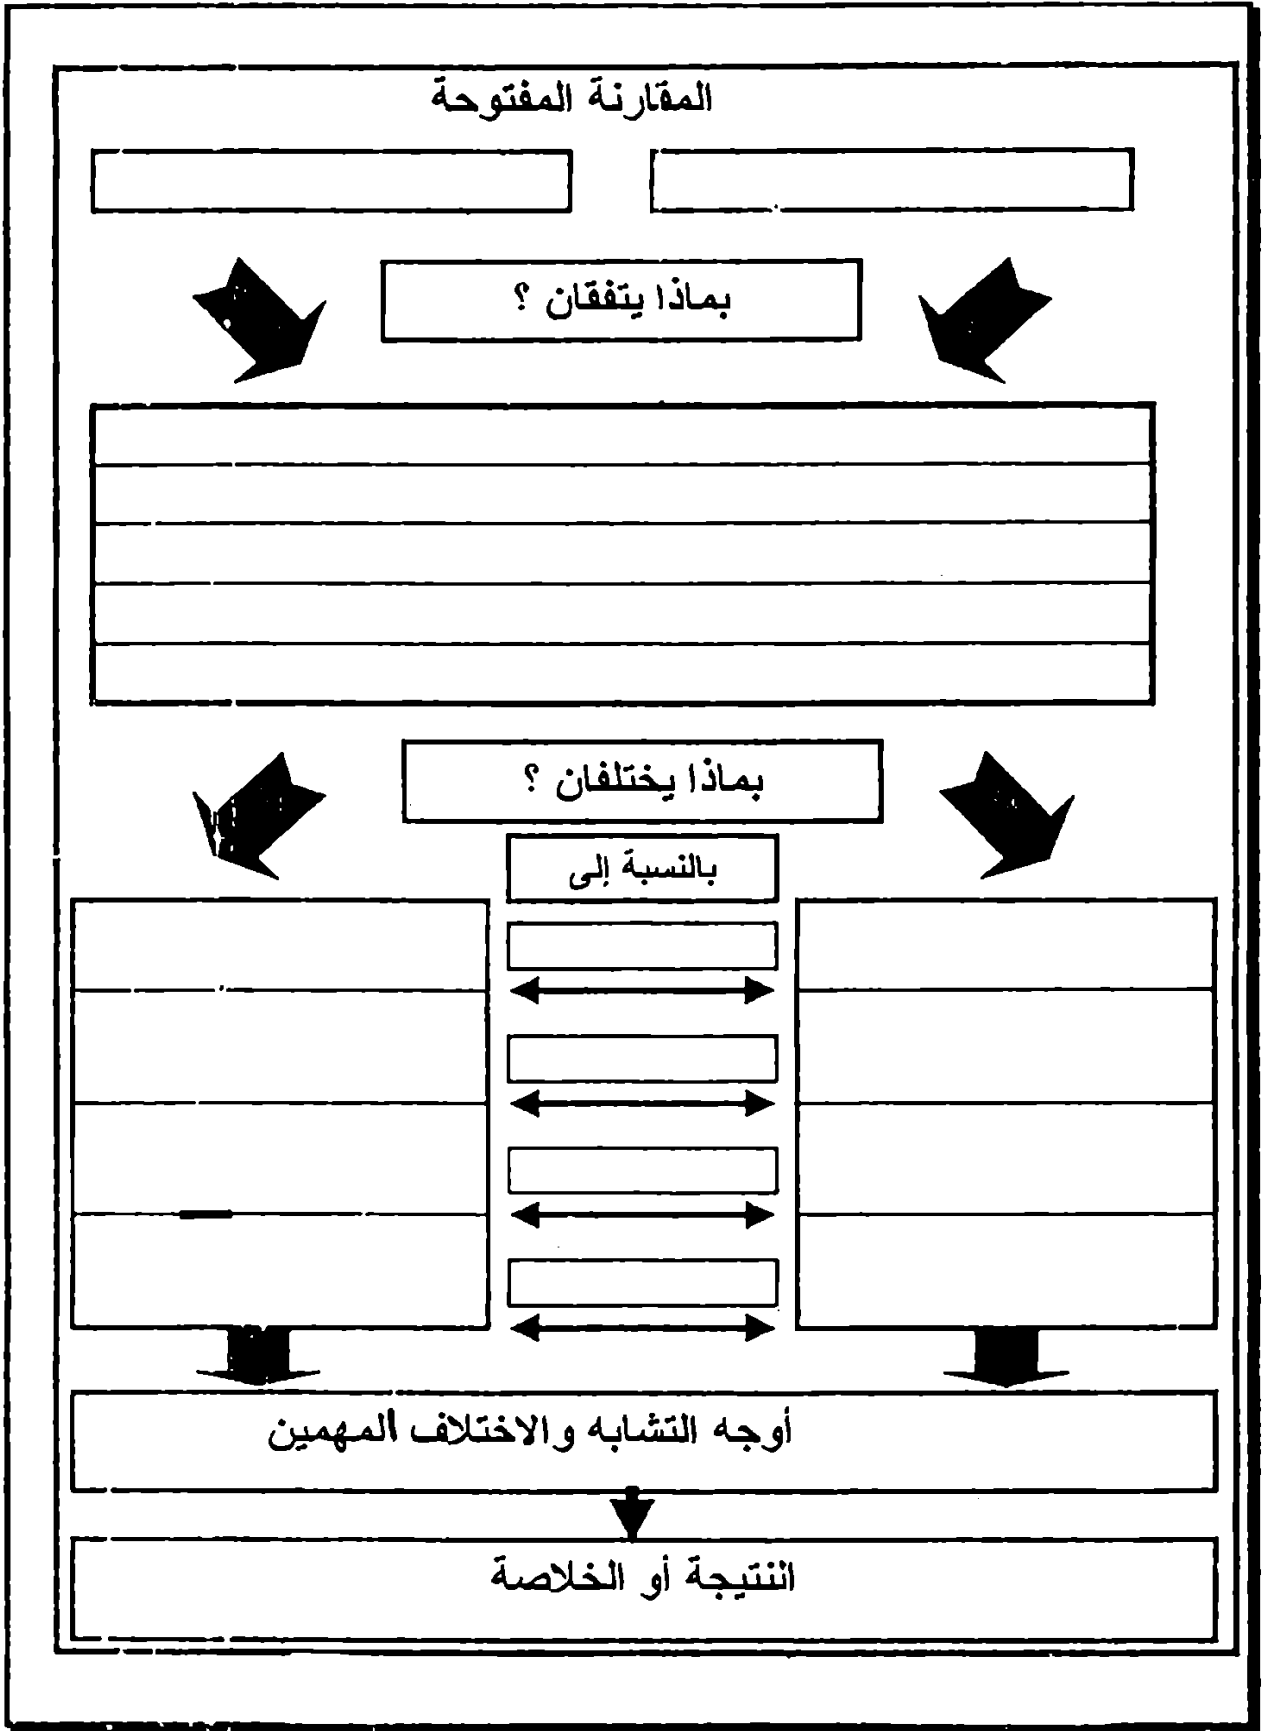 المقارنة المفتوحة
بماذا يتفقان ؟
بماذا يختلفان ؟
بالنسبة إلى
أوجه التشابه والاختلاف المهمين
النتيجة أو الخلاصة